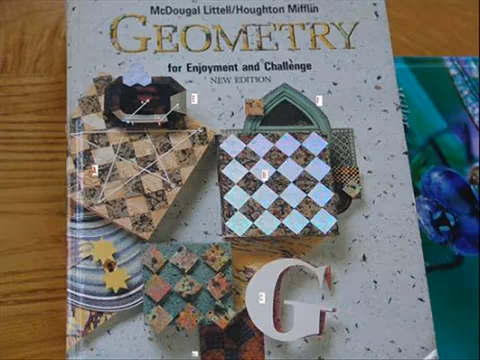 McDougal Littell/Houghton Mifflin
GEOMETRY
for Enjoyment and Challenge
NEW EDITION
G